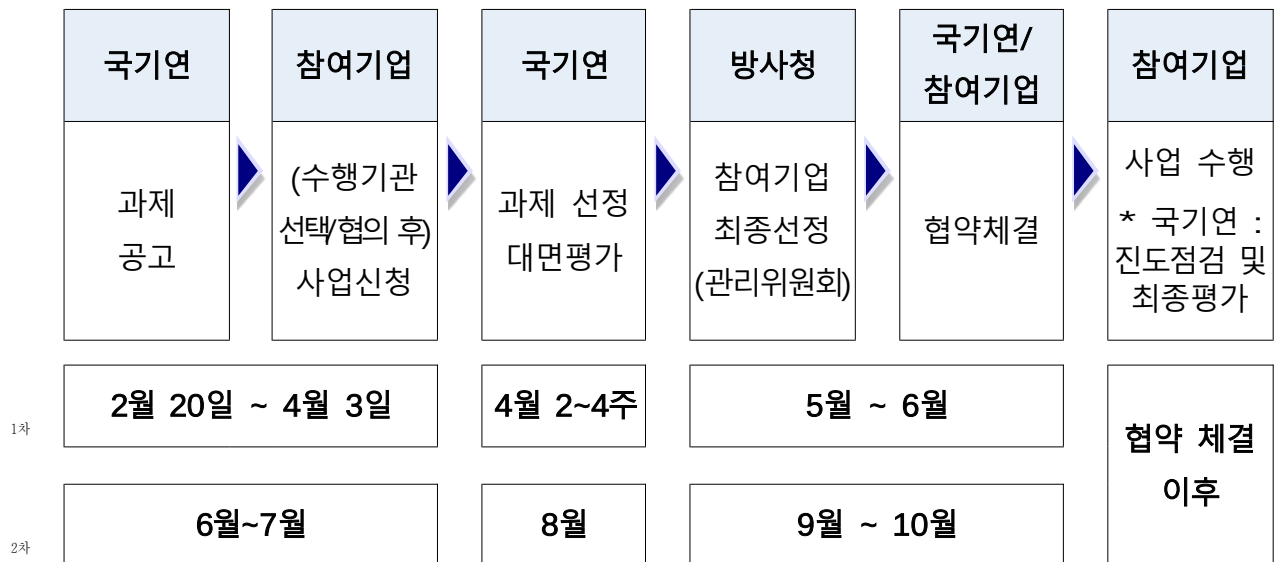 국기연
과제
공고
참여기업
(수행기관
선택/협의 후)
사업신청
국기연
과제 선정
대면평가
방사청
참여기업
최종선정
(관리위원회)
국기연/
참여기업
협약체결
참여기업
사업 수행
* 국기연 :
진도점검 및
최종평가
1차
2월 20일 ~ 4월 3일
4월 2~4주
5월 ~ 6월
협약 체결
이후
2차
6월~7월
8월
9월 ~ 10월